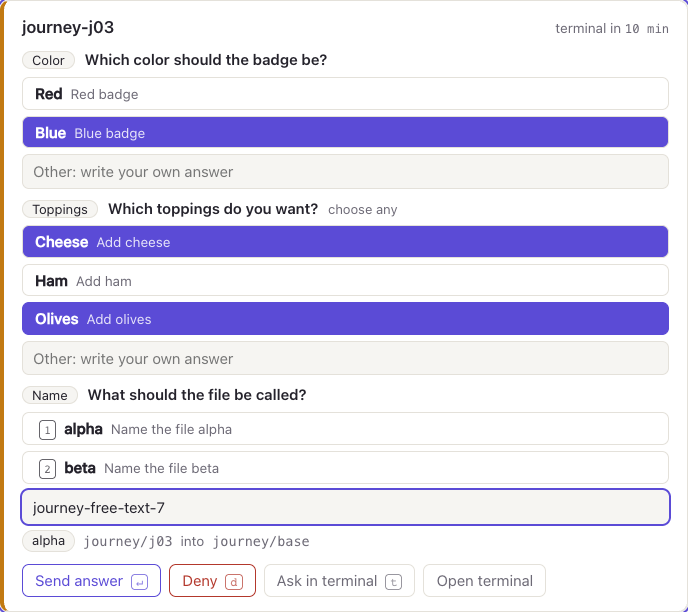 journey-j03 terminal in 10 min
Color Which color should the badge be?
Red Red badge
Blue Blue badge
Other: write your own answer
Toppings Which toppings do you want? choose any
Cheese Add cheese
Ham Add ham
Olives Add olives
Other: write your own answer
Name What should the file be called?
1 alpha Name the file alpha
2 beta Name the file beta
journey-free-text-7
alpha journey/j03 into journey/base
Send answer ↵ Deny d Ask in terminal t Open terminal